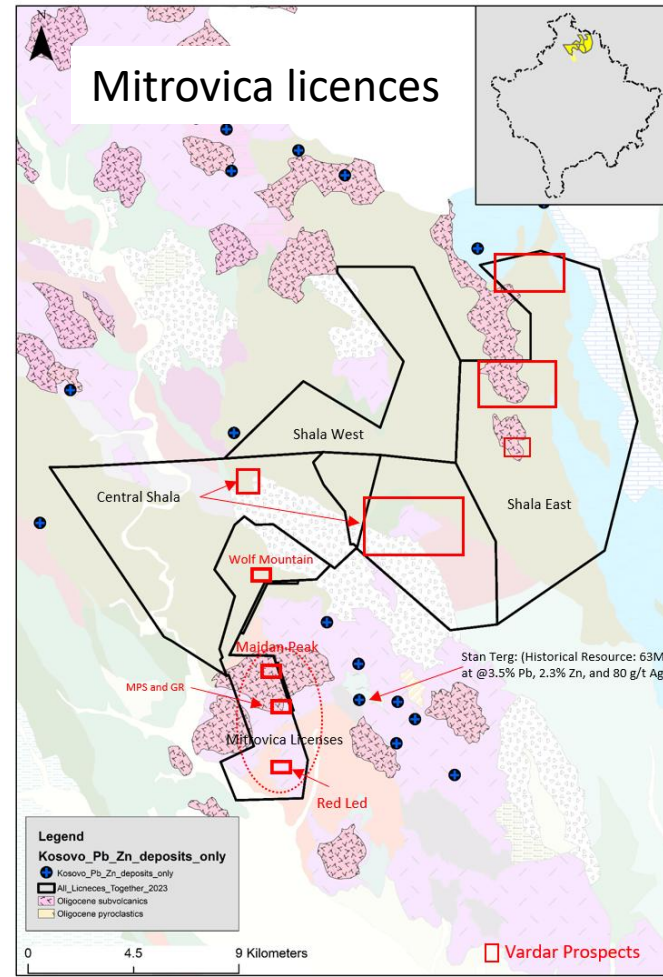 N
Mitrovica licences
Shala West
Central Shala
Shala East
Wolf Mountain
Majdan Peak
Stan Terg: (Historical Resource: 63M
at @3.5% Pb, 2.3% Zn, and 80 g/t Ag
MPS and GR
Mitrovica Licenses
Red Led
Legend
Kosovo_Pb_Zn_deposits_only
Kosovo_Pb_Zn_deposits_only
All_Licneces_Together_2023
Oligocene subvolcanics
Oligocene pyroclastics
0 4.5 9 Kilometers
Vardar Prospects